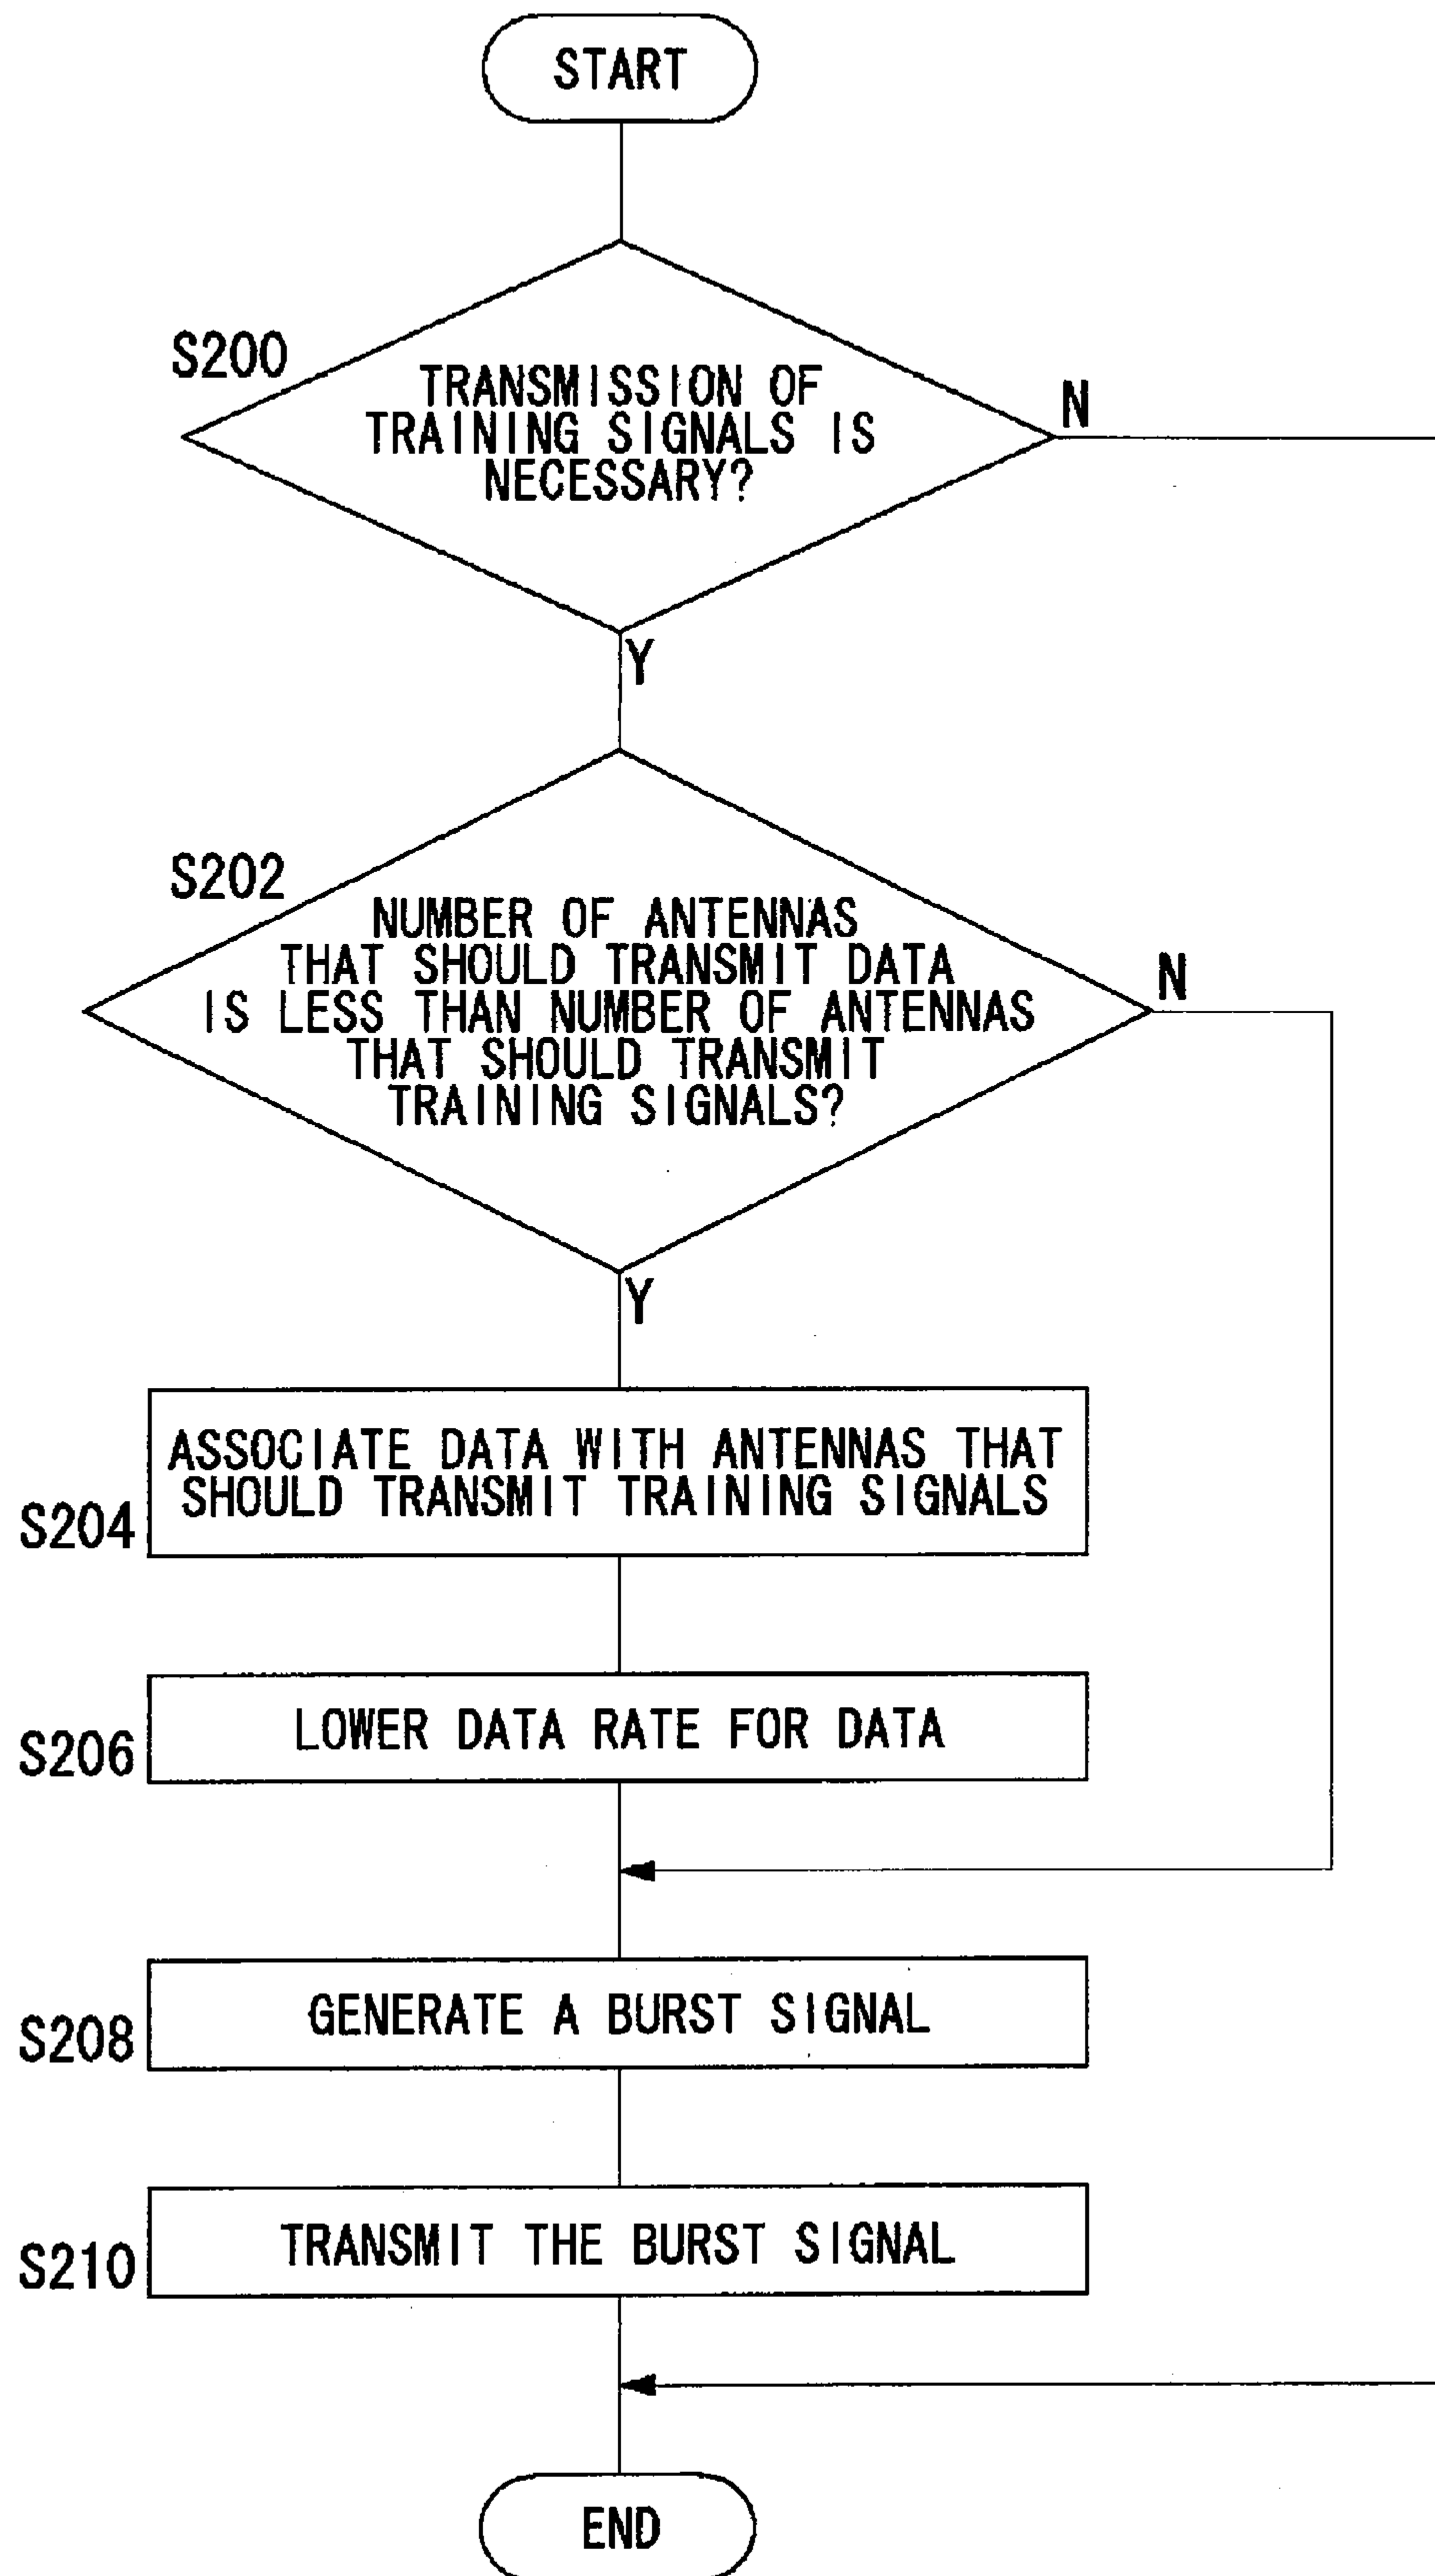 START
S200
TRANSMISSION OF
TRAINING SIGNALS IS
NECESSARY?
N
Y
S202
NUMBER OF ANTENNAS
THAT SHOULD TRANSMIT DATA
IS LESS THAN NUMBER OF ANTENNAS
THAT SHOULD TRANSMIT
TRAINING SIGNALS?
N
Y
ASSOCIATE DATA WITH ANTENNAS THAT
SHOULD TRANSMIT TRAINING SIGNALS
S204
LOWER DATA RATE FOR DATA
S206
GENERATE A BURST SIGNAL
S208
TRANSMIT THE BURST SIGNAL
S210
END